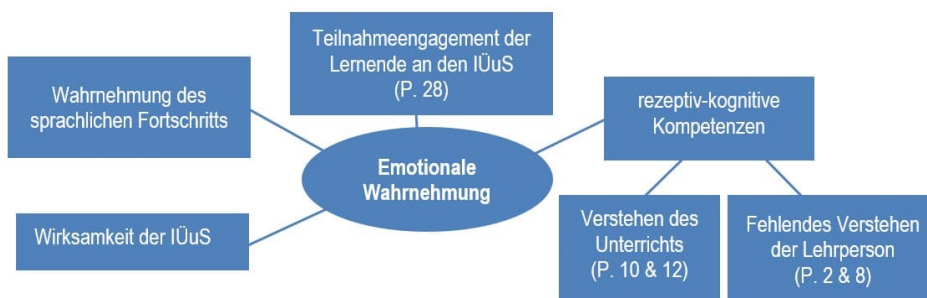 Teilnahmeengagement der
Lernende an den IÜuS
(P. 28)
Wahrnehmung des
sprachlichen Fortschritts
rezeptiv-kognitive
Kompetenzen
Emotionale
Wahrnehmung
Wirksamkeit der IÜuS
Verstehen des
Unterrichts
(P. 10 & 12)
Fehlendes Verstehen
der Lehrperson
(P. 2 & 8)